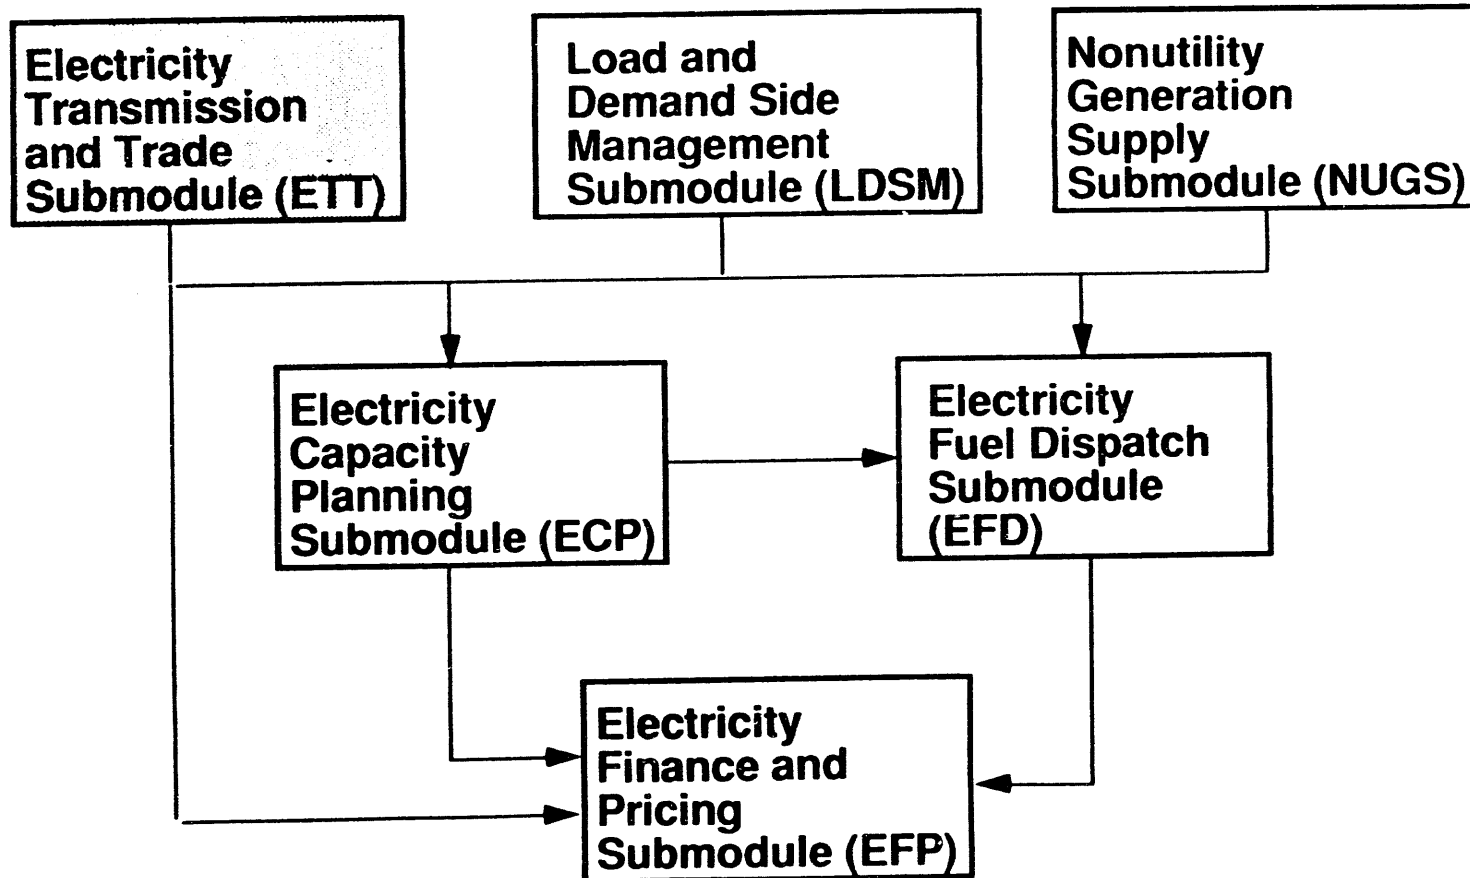 Electricity
Transmission
and Trade
Submodule (ETT)
Load and
Demand Side
Management
Submodule (LDSM)
Nonutility
Generation
Supply
Submodule (NUGS)
Electricity
Capacity
Planning
Submodule (ECP)
Electricity
Fuel Dispatch
Submodule
(EFD)
Electricity
Finance and
Pricing
Submodule (EFP)